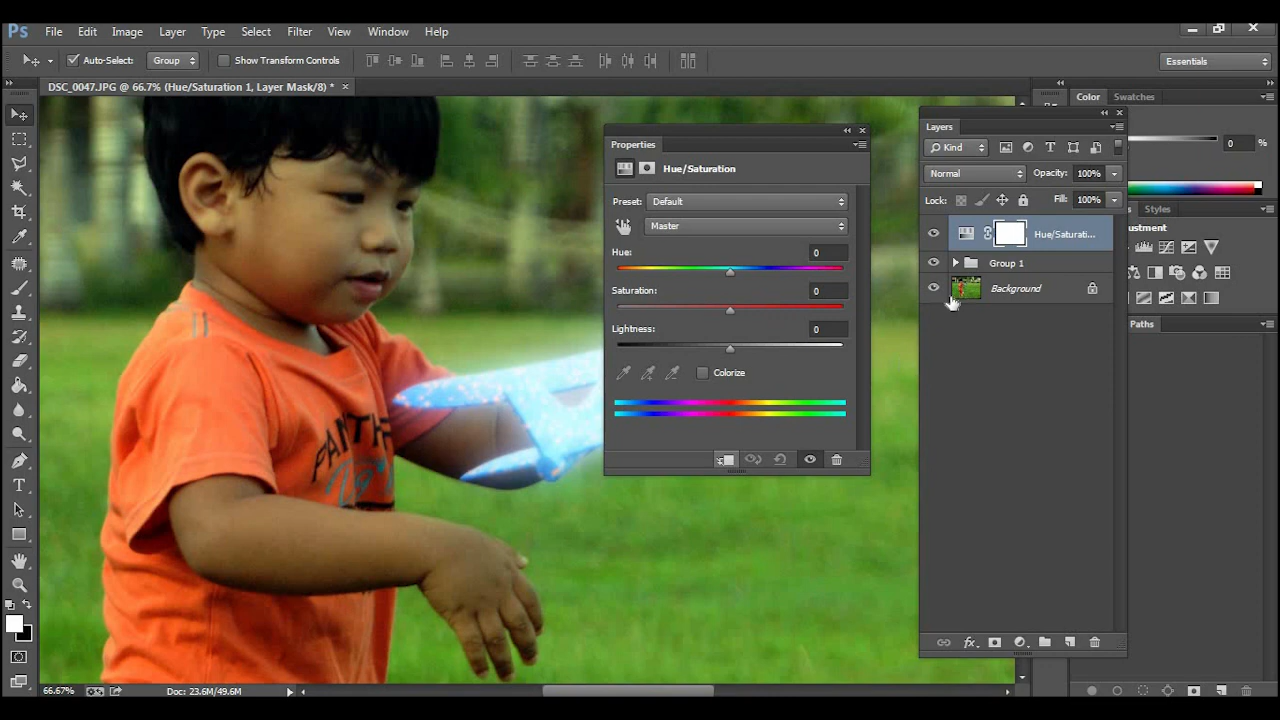 Ps File Edit Image Layer Type Select Filter View Window Help
Auto-Select: Group Show Transform Controls Essentials
DSC_0047.JPG @ 66.7% (Hue/Saturation 1, Layer Mask/8) *
Color Swatches
0 %
Styles
Paths
Properties
Hue/Saturation
Preset: Default
Master
Hue: 0
Saturation: 0
Lightness: 0
Colorize
Layers
Kind
Normal Opacity: 100%
Lock: Fill: 100%
Hue/Saturati...
Group 1
Background
66.67% Doc: 23.6M/49.6M